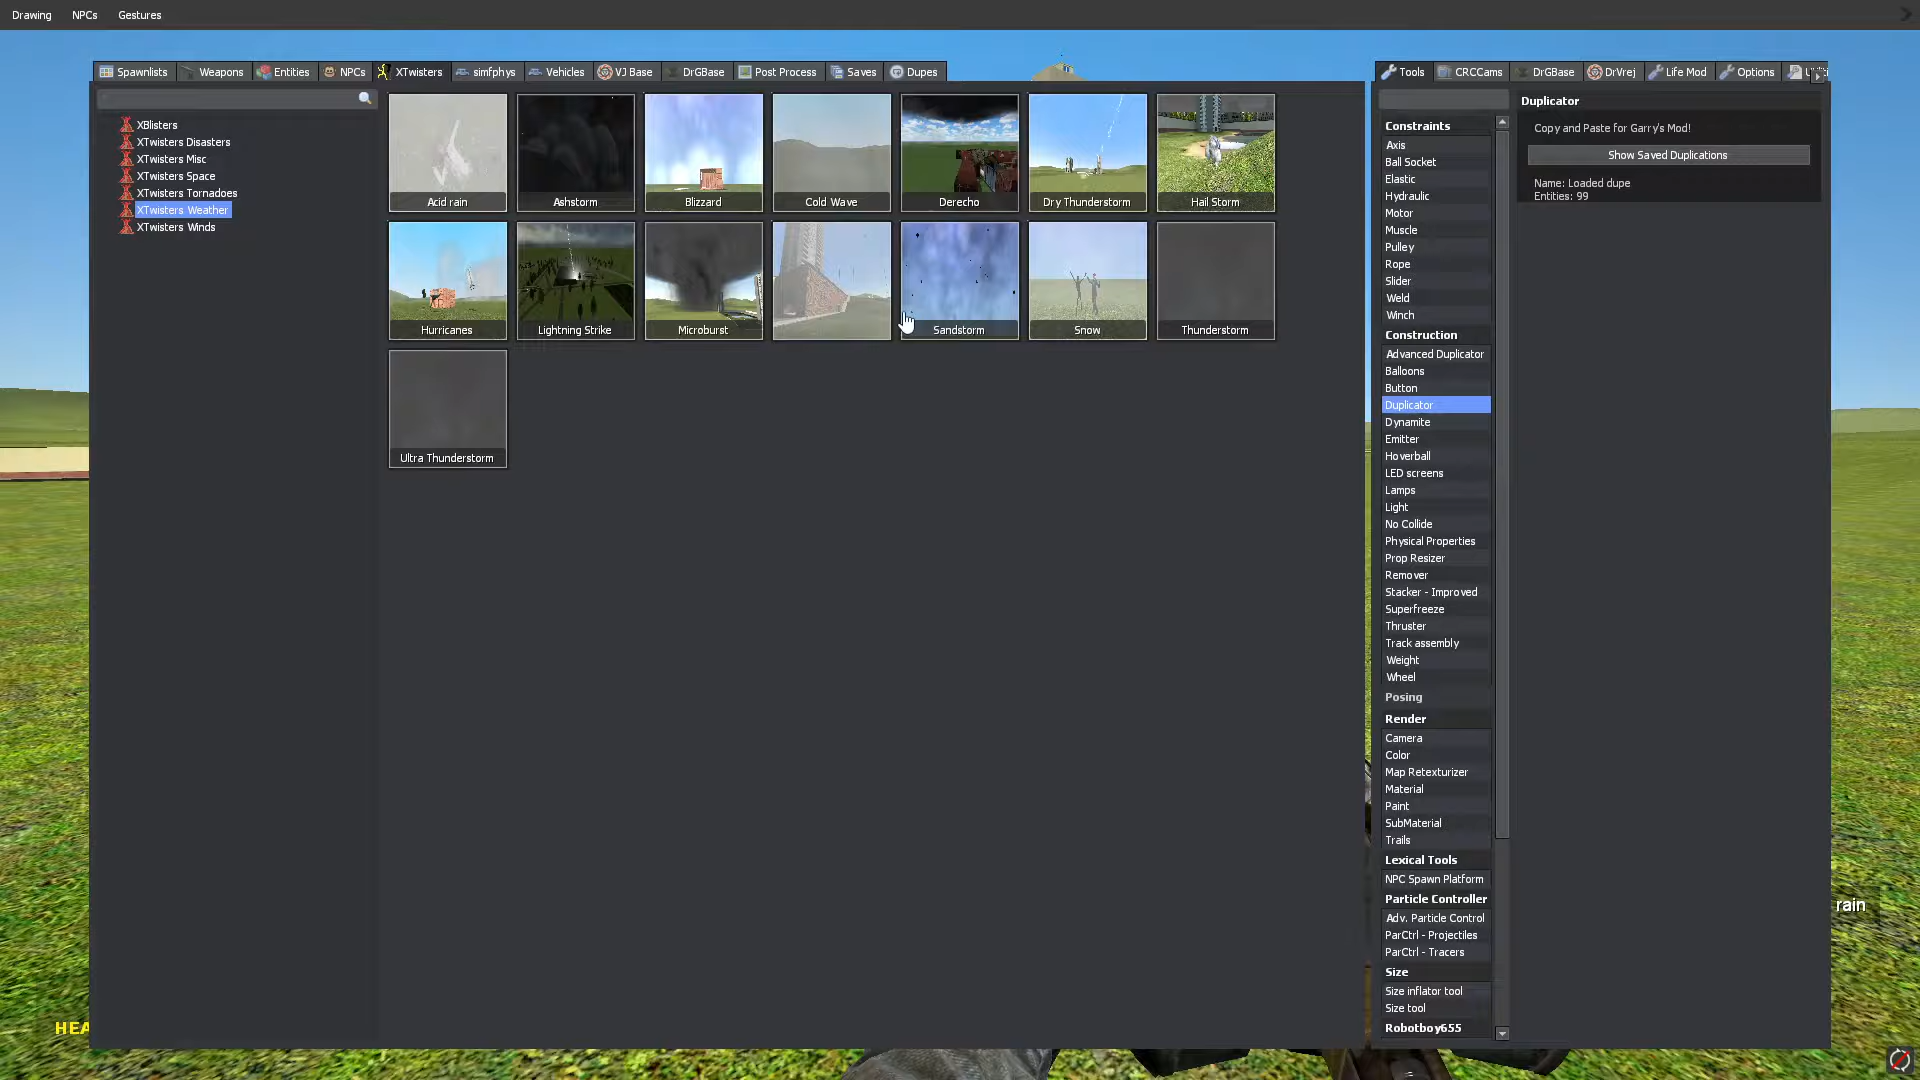 Drawing NPCs Gestures
Spawnlists Weapons Entities NPCs XTwisters simfphys Vehicles VJ Base DrGBase Post Process Saves Dupes
XBlisters
XTwisters Disasters
XTwisters Misc
XTwisters Space
XTwisters Tornadoes
XTwisters Weather
XTwisters Winds
Acid rain Ashstorm Blizzard Cold Wave Derecho Dry Thunderstorm Hail Storm
Hurricanes Lightning Strike Microburst Sandstorm Snow Thunderstorm
Ultra Thunderstorm
Tools CRCCams DrGBase DrVrej Life Mod Options
Constraints
Axis
Ball Socket
Elastic
Hydraulic
Motor
Muscle
Pulley
Rope
Slider
Weld
Winch
Construction
Advanced Duplicator
Balloons
Button
Duplicator
Dynamite
Emitter
Hoverball
LED screens
Lamps
Light
No Collide
Physical Properties
Prop Resizer
Remover
Stacker - Improved
Superfreeze
Thruster
Track assembly
Weight
Wheel
Posing
Render
Camera
Color
Map Retexturizer
Material
Paint
SubMaterial
Trails
Lexical Tools
NPC Spawn Platform
Particle Controller
Adv. Particle Control
ParCtrl - Projectiles
ParCtrl - Tracers
Size
Size inflator tool
Size tool
Robotboy655
Duplicator
Copy and Paste for Garry's Mod!
Show Saved Duplications
Name: Loaded dupe
Entities: 99
rain
HEA